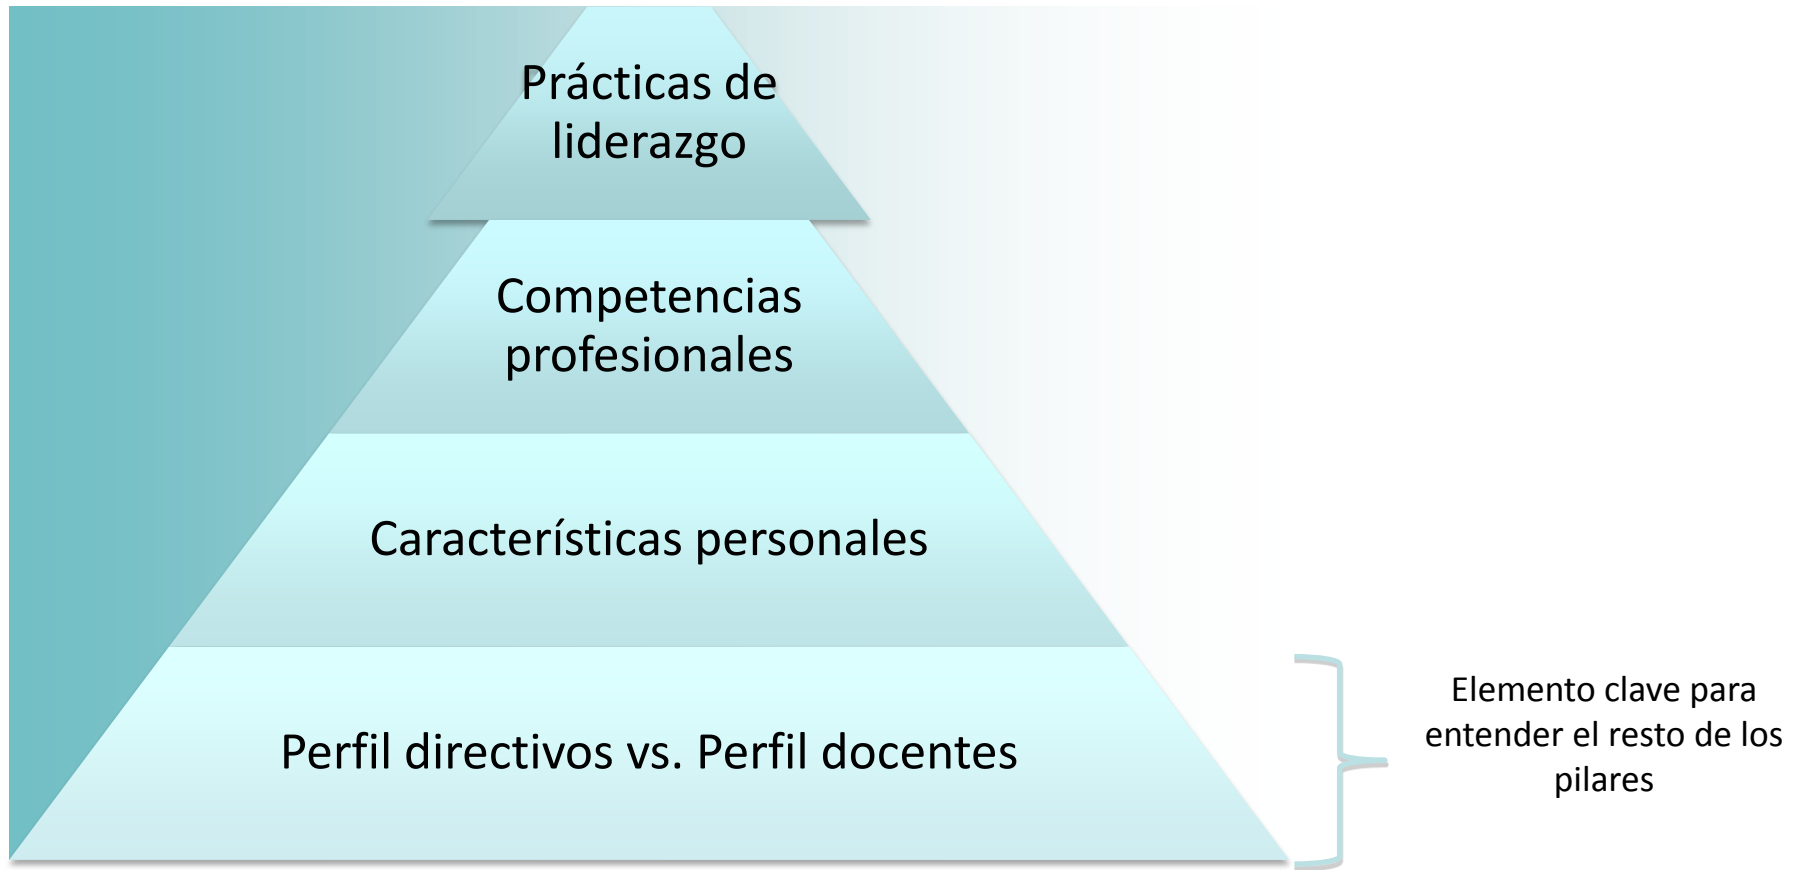 Prácticas de
liderazgo
Competencias
profesionales
Características personales
Perfil directivos vs. Perfil docentes
Elemento clave para
entender el resto de los
pilares